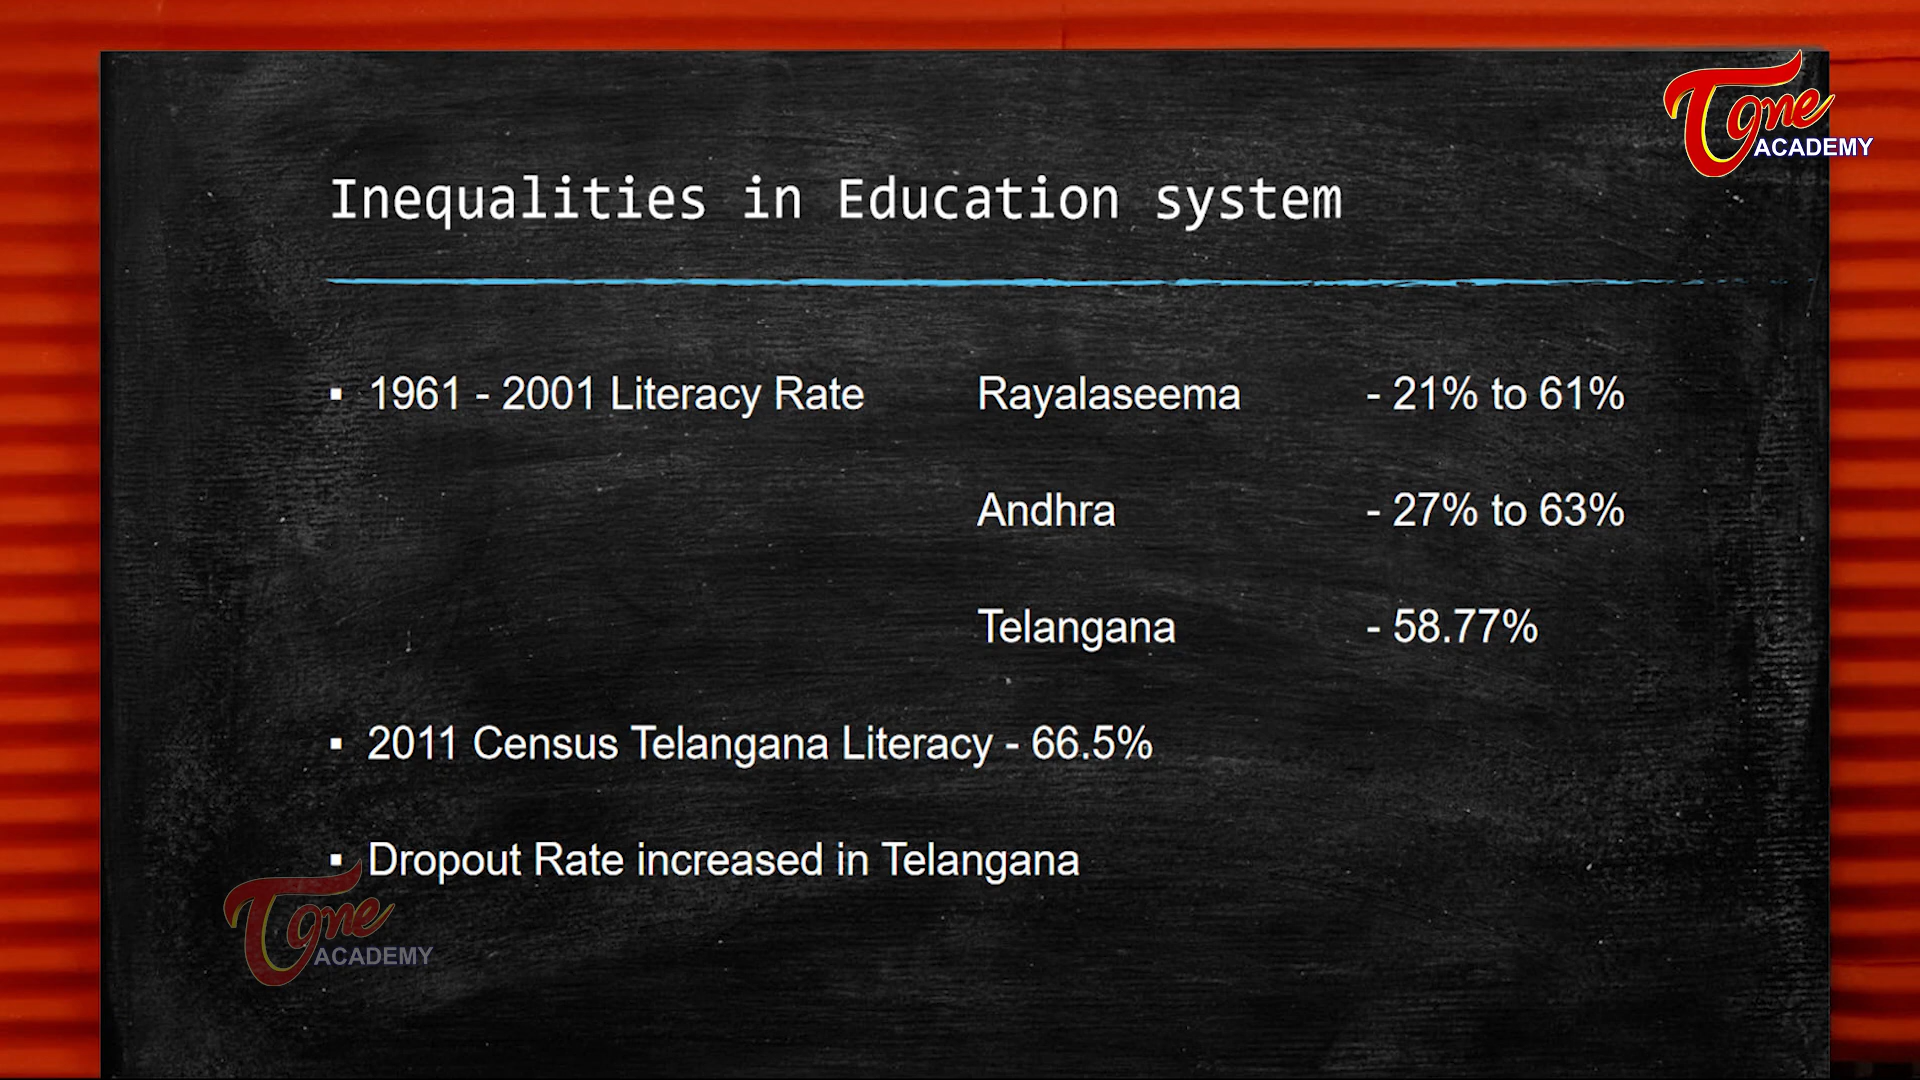 Tone
ACADEMY
Inequalities in Education system
▪ 1961 - 2001 Literacy Rate Rayalaseema - 21% to 61%
Andhra - 27% to 63%
Telangana - 58.77%
▪ 2011 Census Telangana Literacy - 66.5%
▪ Dropout Rate increased in Telangana
Tone
ACADEMY